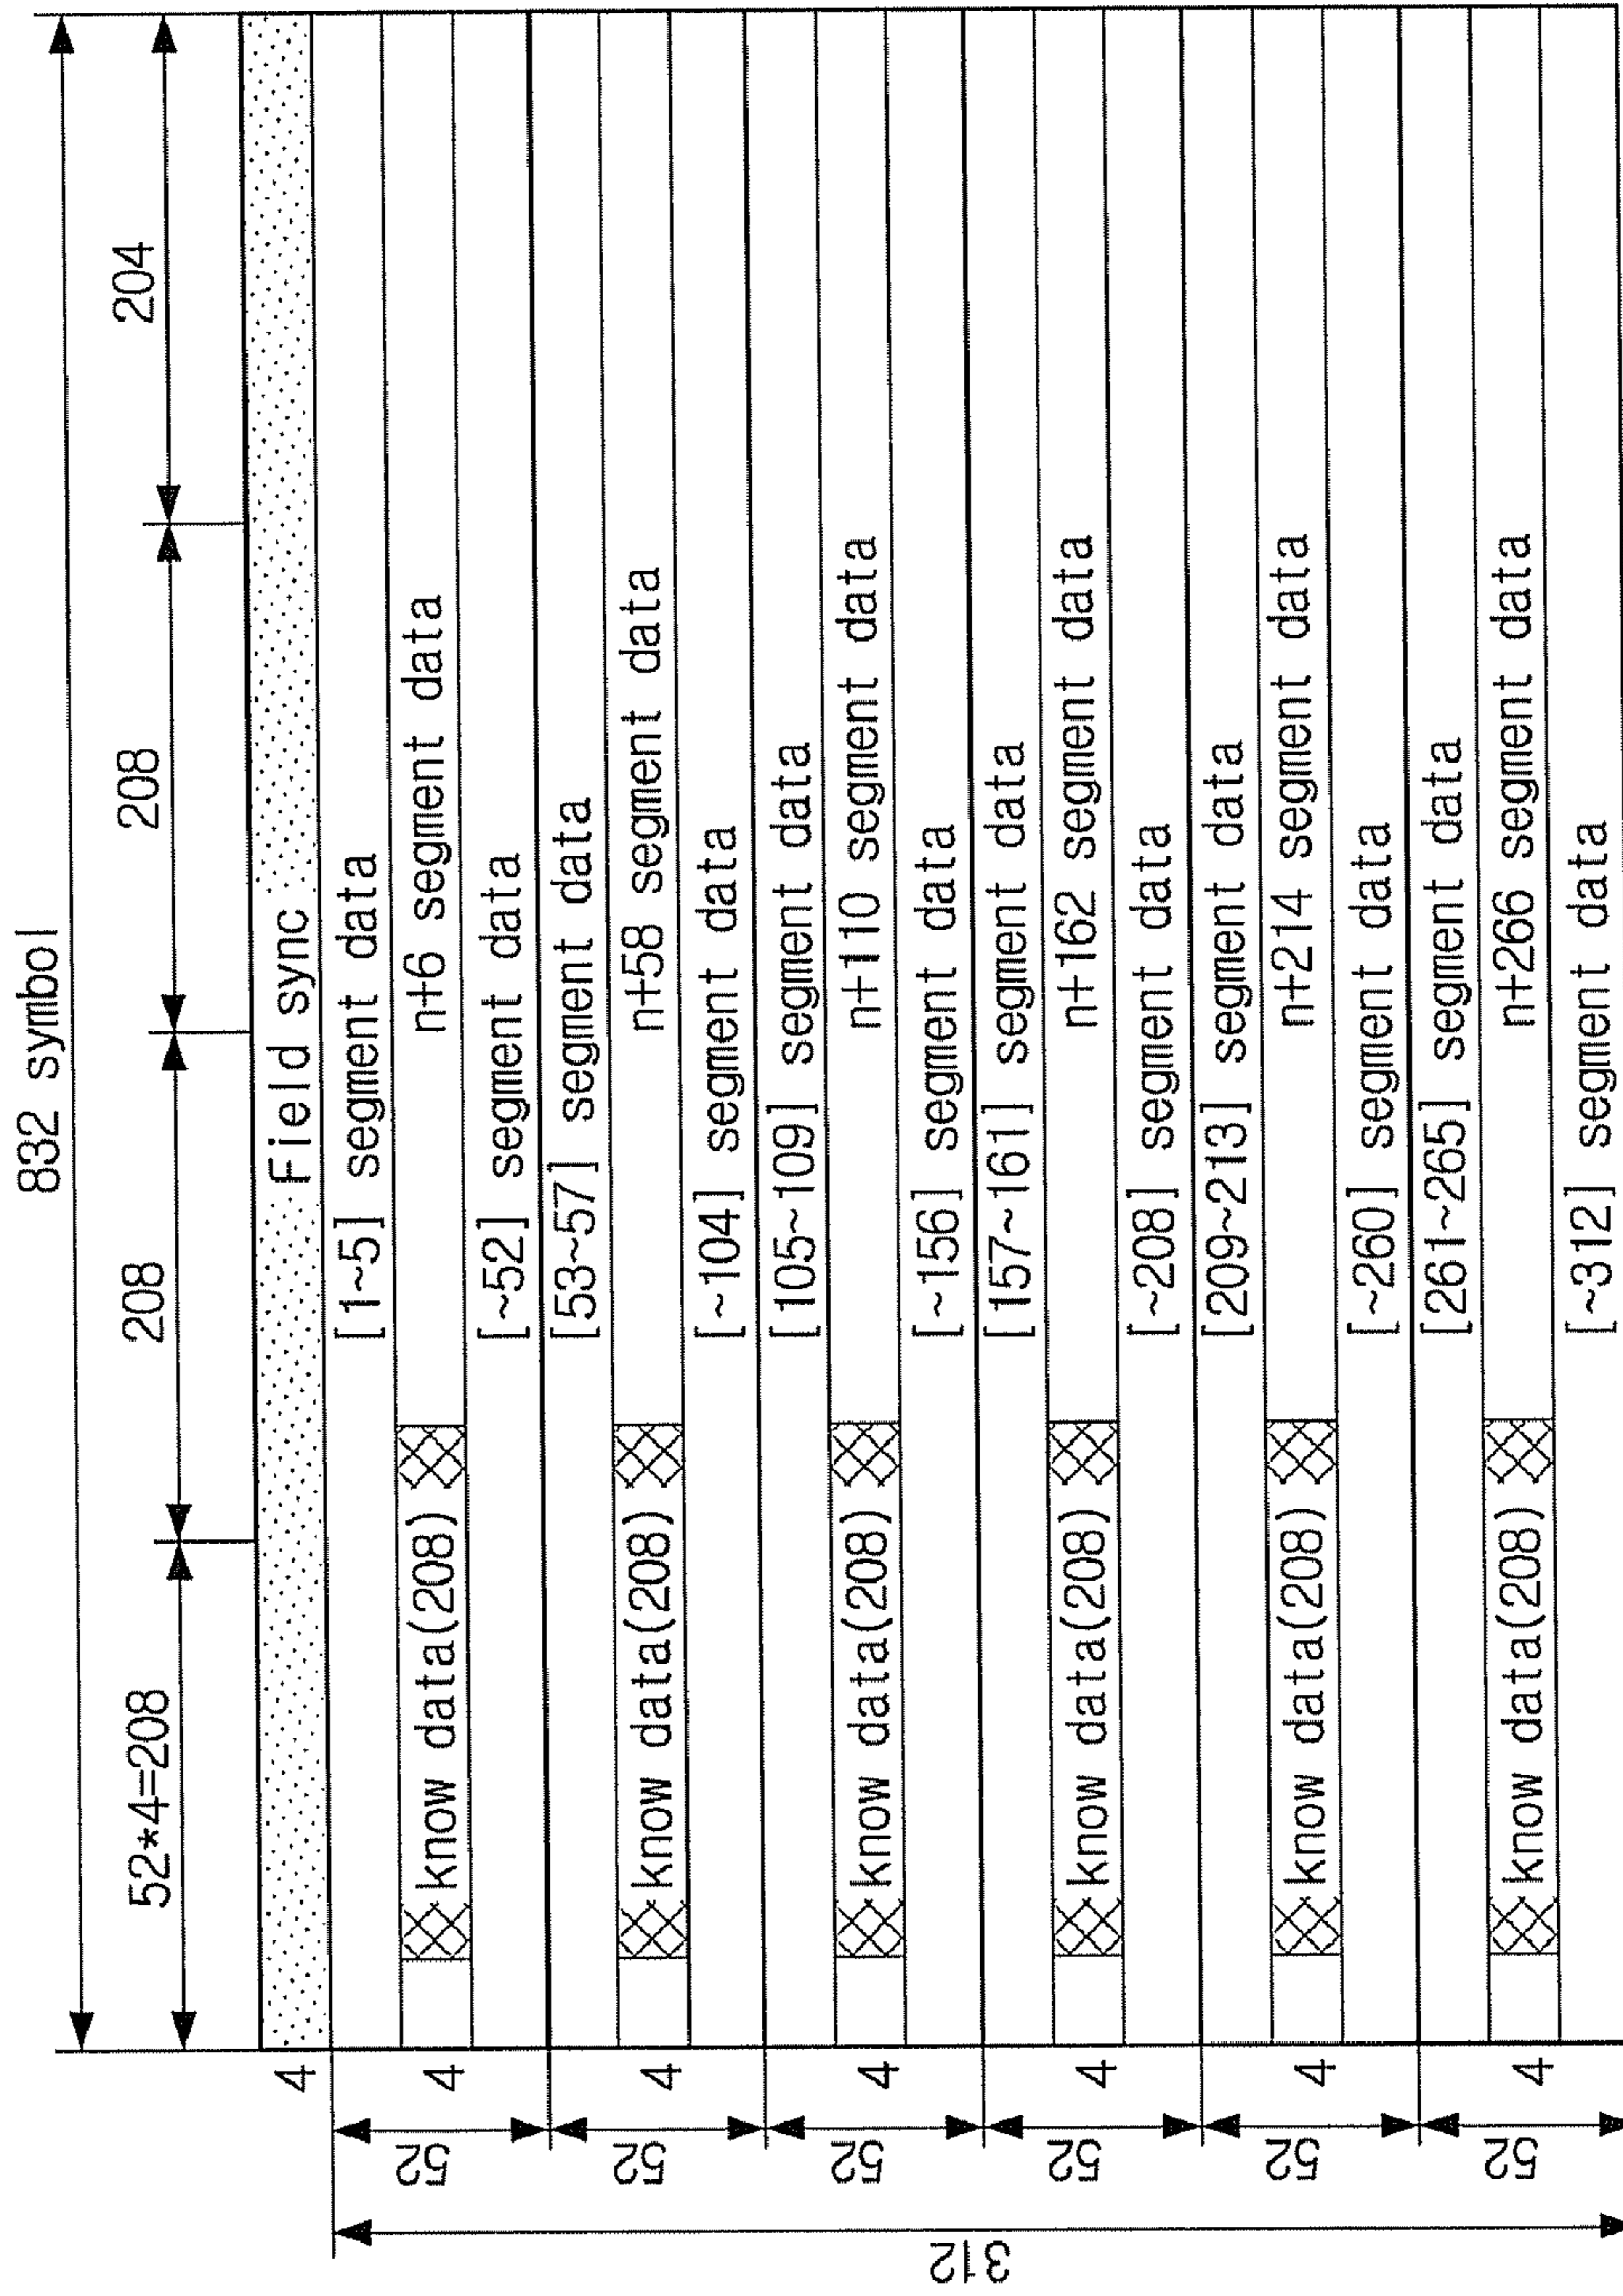 832 symbol
52*4=208
208
208
204
4
Field sync
[1~5] segment data
4
know data(208)
n+6 segment data
52
[~52] segment data
[53~57] segment data
4
know data(208)
n+58 segment data
52
[~104] segment data
[105~109] segment data
4
know data(208)
n+110 segment data
52
[~156] segment data
[157~161] segment data
4
know data(208)
n+162 segment data
52
[~208] segment data
[209~213] segment data
4
know data(208)
n+214 segment data
52
[~260] segment data
[261~265] segment data
4
know data(208)
n+266 segment data
52
[~312] segment data
312